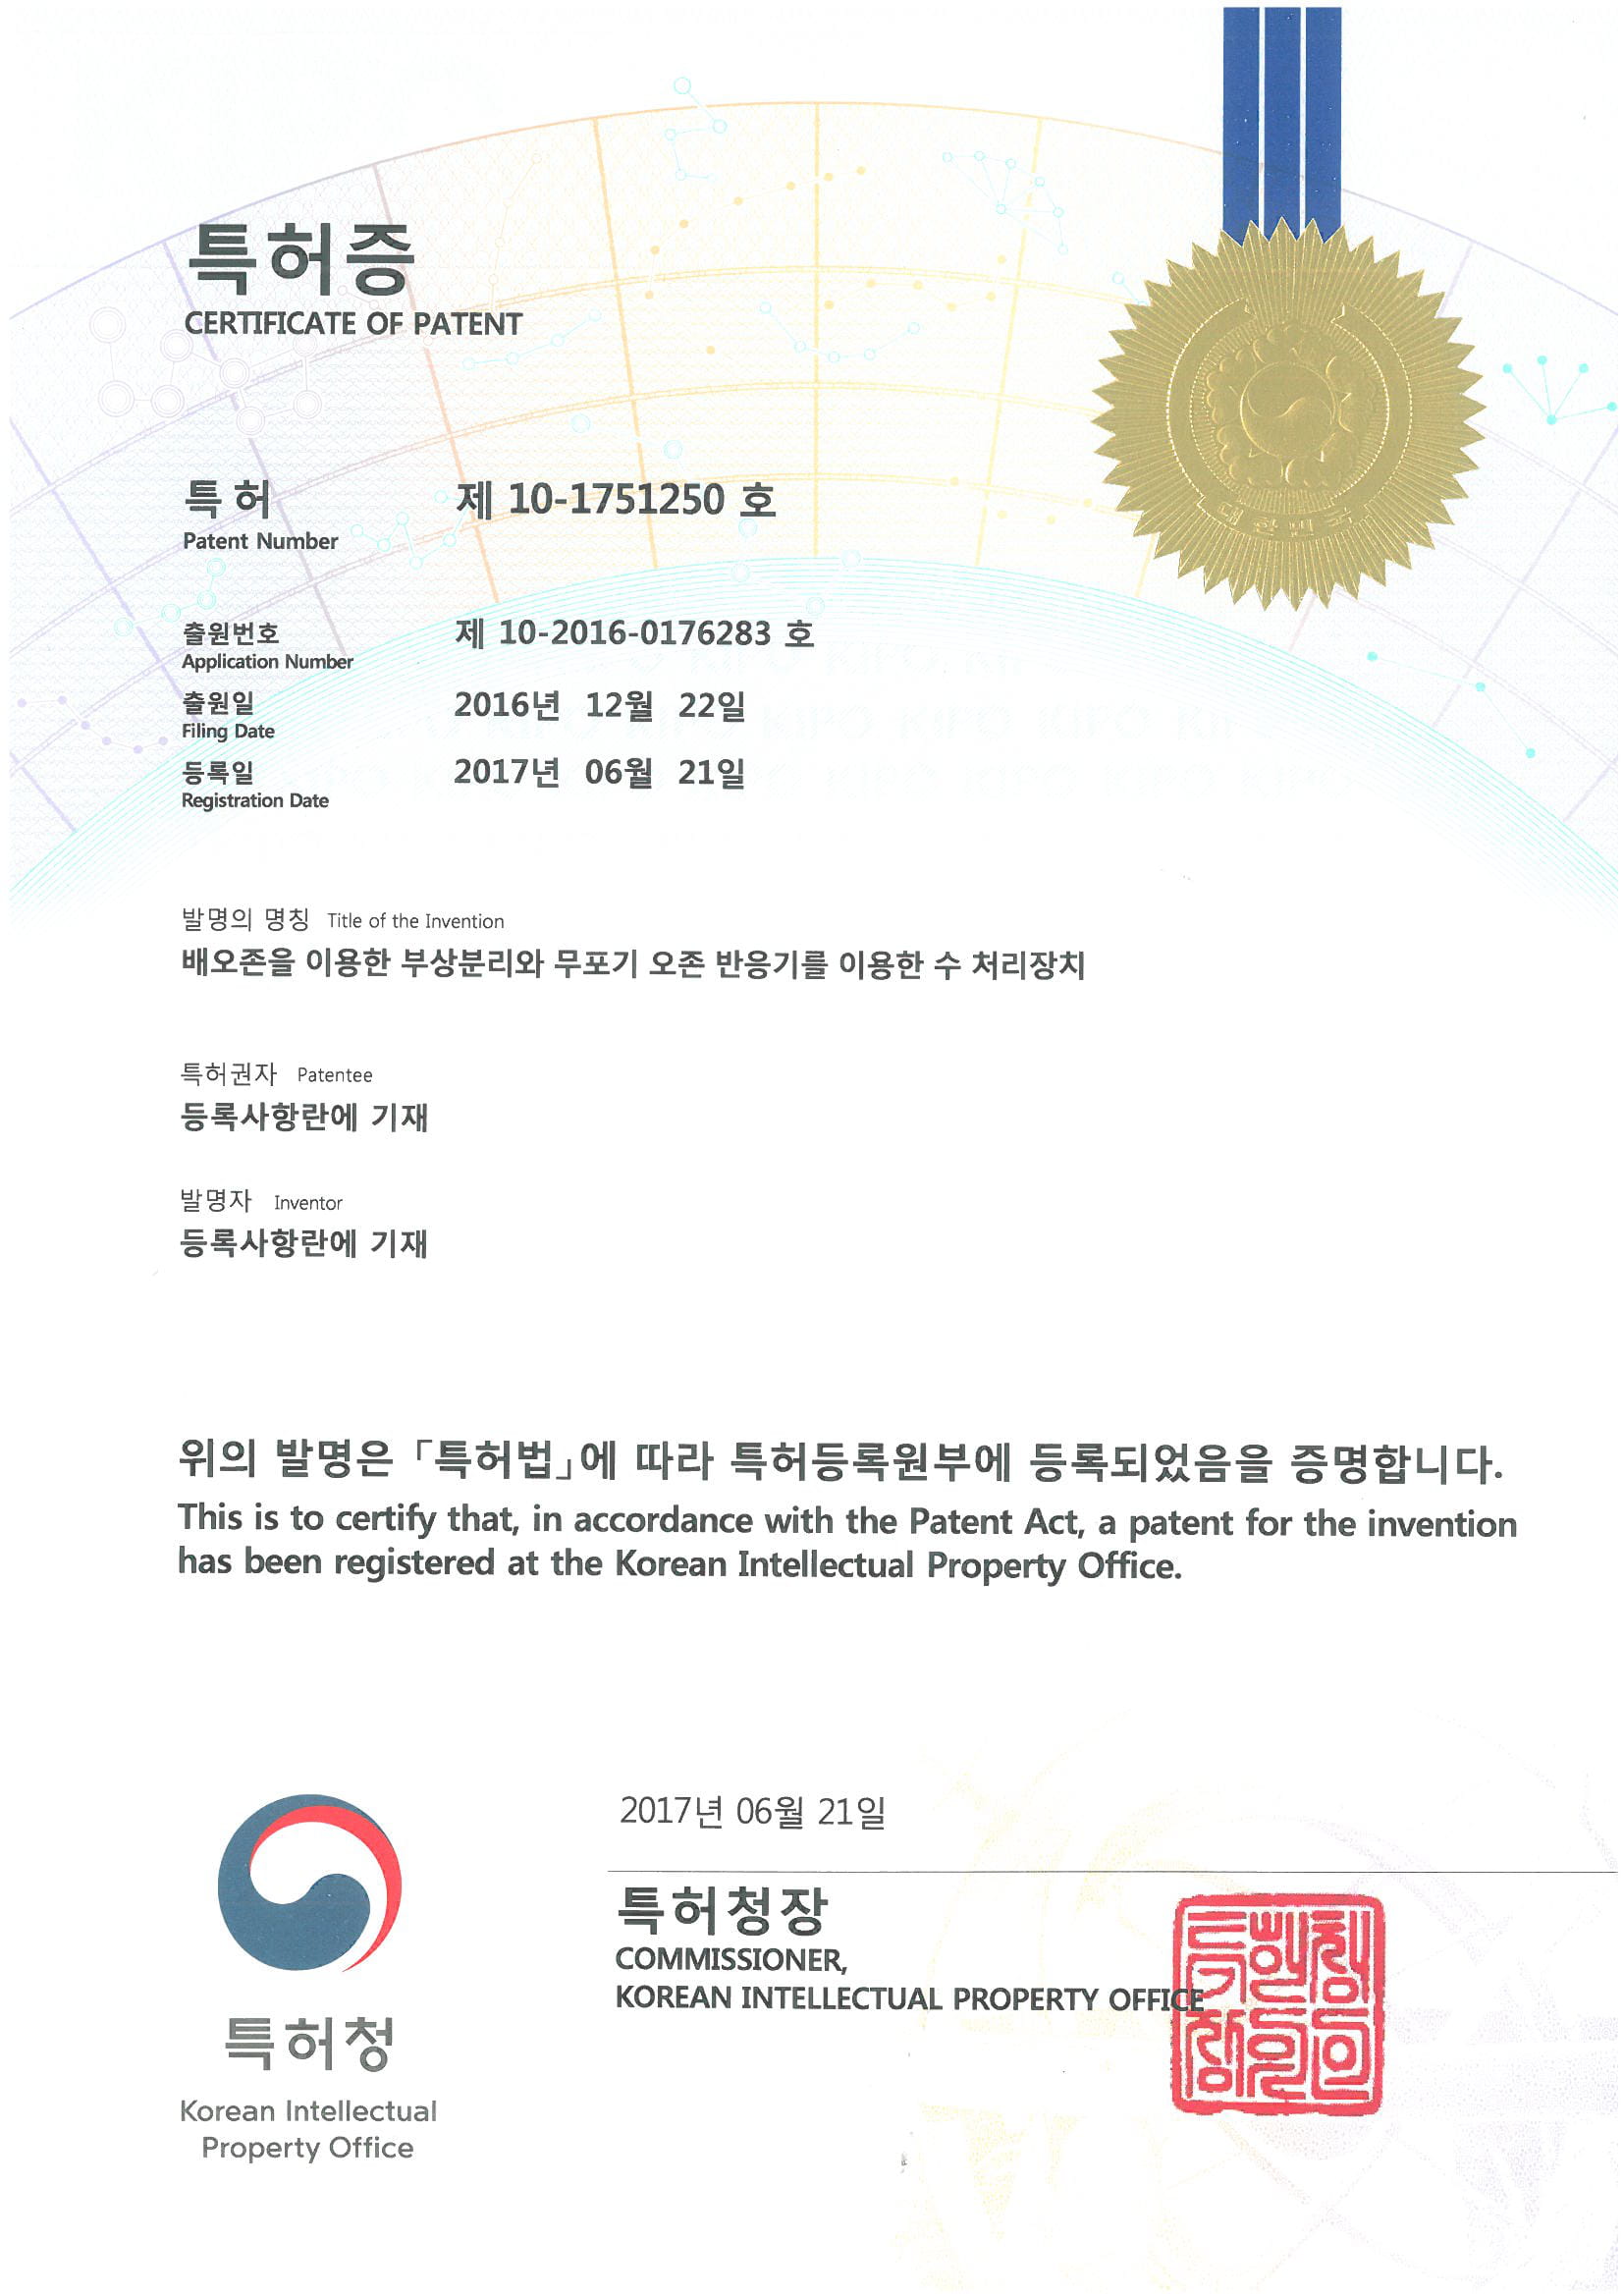 특허증
CERTIFICATE OF PATENT
특 허
Patent Number
제 10-1751250 호
출원번호
Application Number
제 10-2016-0176283 호
출원일
Filing Date
2016년 12월 22일
등록일
Registration Date
2017년 06월 21일
발명의 명칭 Title of the Invention
배오존을 이용한 부상분리와 무포기 오존 반응기를 이용한 수 처리장치
특허권자 Patentee
등록사항란에 기재
발명자 Inventor
등록사항란에 기재
위의 발명은 「특허법」에 따라 특허등록원부에 등록되었음을 증명합니다.
This is to certify that, in accordance with the Patent Act, a patent for the invention
has been registered at the Korean Intellectual Property Office.
2017년 06월 21일
특허청장
COMMISSIONER,
KOREAN INTELLECTUAL PROPERTY OFFICE
특허청
Korean Intellectual
Property Office